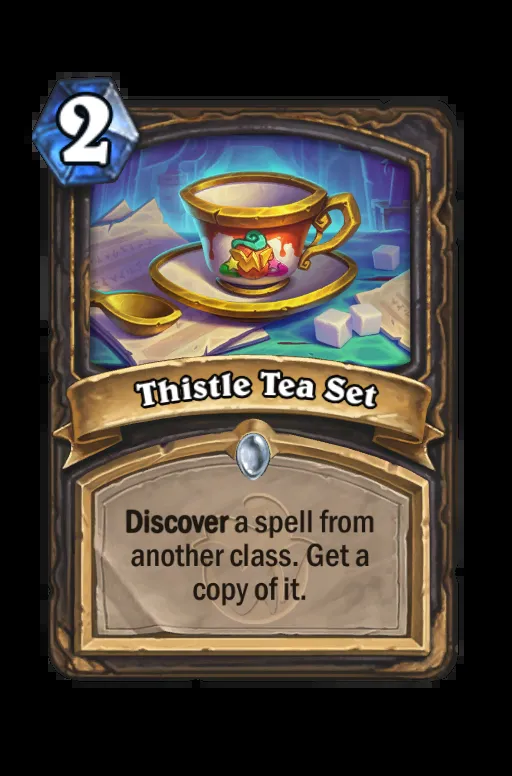 2
Thistle Tea Set
Discover a spell from
another class. Get a
copy of it.